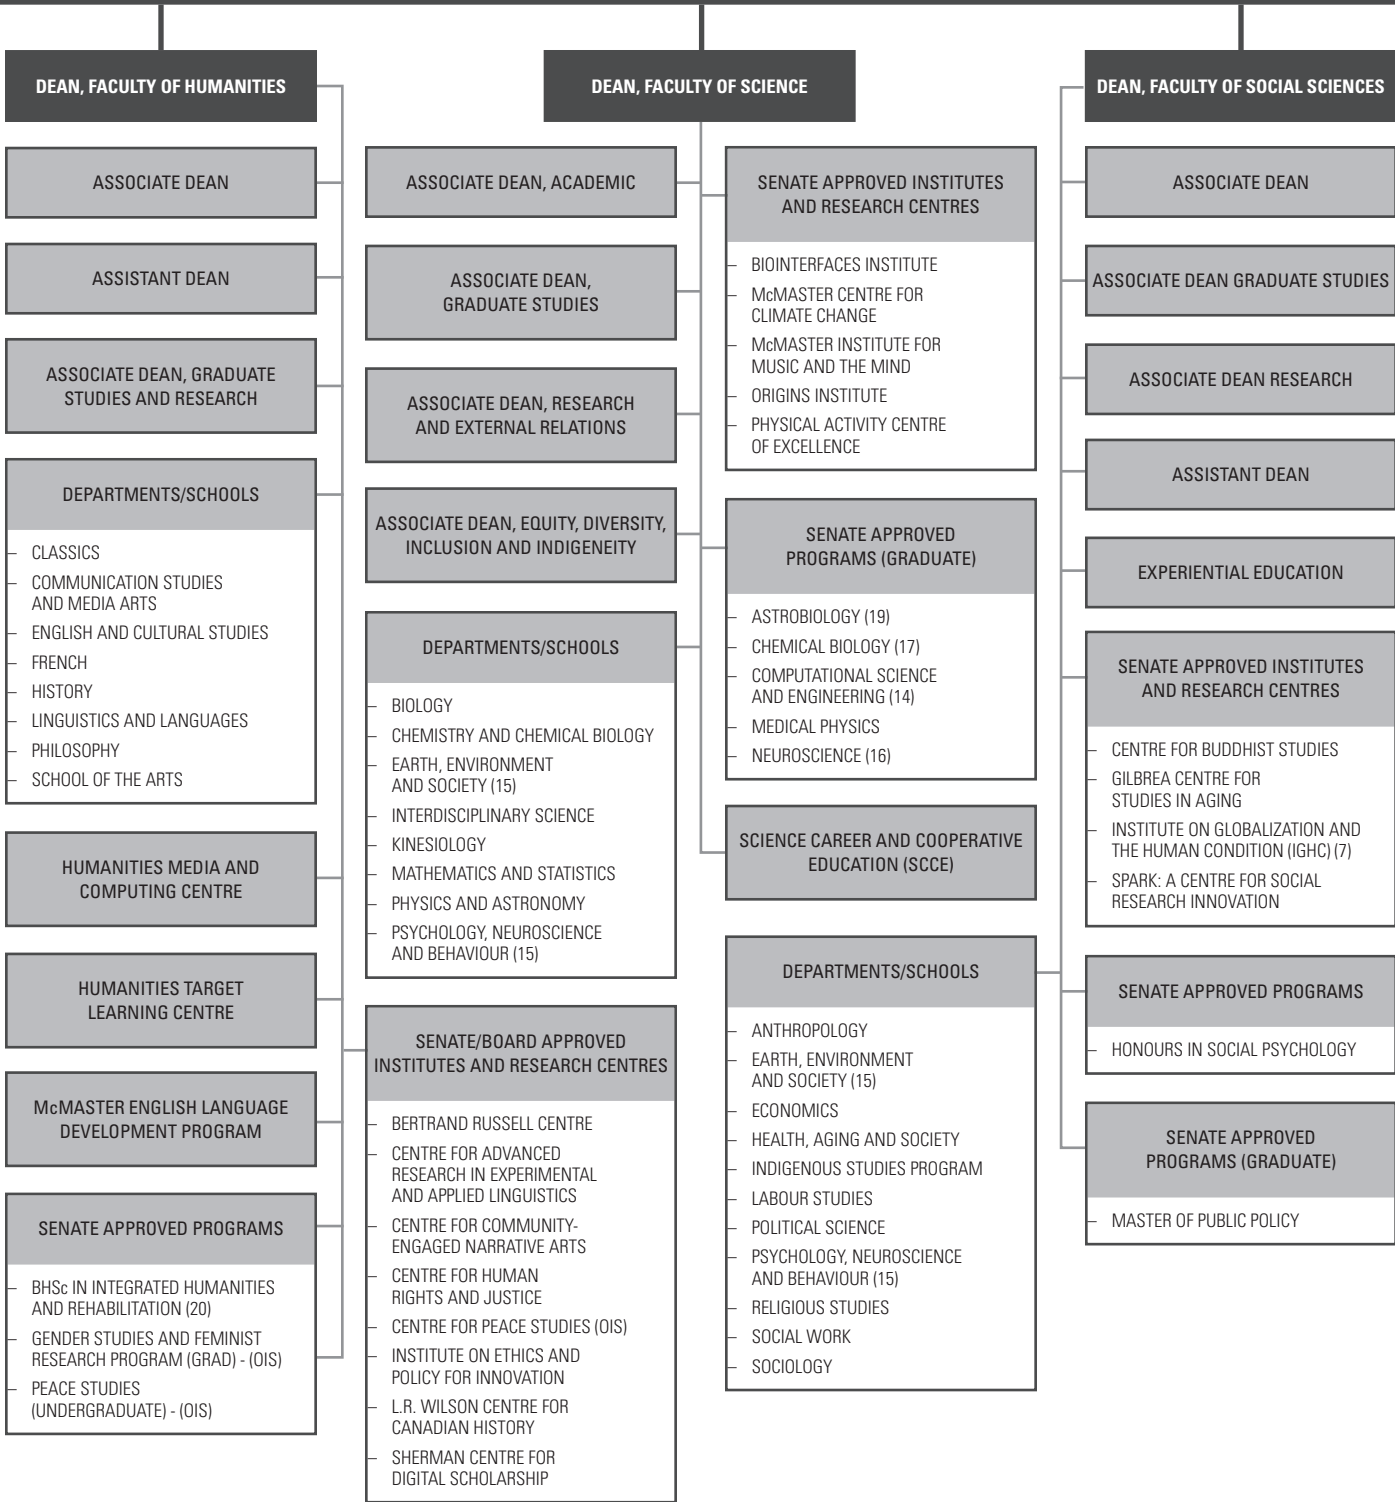 DEAN, FACULTY OF HUMANITIES
ASSOCIATE DEAN
ASSISTANT DEAN
ASSOCIATE DEAN, GRADUATE
STUDIES AND RESEARCH
DEPARTMENTS/SCHOOLS
– CLASSICS
– COMMUNICATION STUDIES
AND MEDIA ARTS
– ENGLISH AND CULTURAL STUDIES
– FRENCH
– HISTORY
– LINGUISTICS AND LANGUAGES
– PHILOSOPHY
– SCHOOL OF THE ARTS
HUMANITIES MEDIA AND
COMPUTING CENTRE
HUMANITIES TARGET
LEARNING CENTRE
McMASTER ENGLISH LANGUAGE
DEVELOPMENT PROGRAM
SENATE APPROVED PROGRAMS
– BHSc IN INTEGRATED HUMANITIES
AND REHABILITATION (20)
– GENDER STUDIES AND FEMINIST
RESEARCH PROGRAM (GRAD) - (OIS)
– PEACE STUDIES
(UNDERGRADUATE) - (OIS)
SENATE/BOARD APPROVED
INSTITUTES AND RESEARCH CENTRES
– BERTRAND RUSSELL CENTRE
– CENTRE FOR ADVANCED
RESEARCH IN EXPERIMENTAL
AND APPLIED LINGUISTICS
– CENTRE FOR COMMUNITY-
ENGAGED NARRATIVE ARTS
– CENTRE FOR HUMAN
RIGHTS AND JUSTICE
– CENTRE FOR PEACE STUDIES (OIS)
– INSTITUTE ON ETHICS AND
POLICY FOR INNOVATION
– L.R. WILSON CENTRE FOR
CANADIAN HISTORY
– SHERMAN CENTRE FOR
DIGITAL SCHOLARSHIP
DEAN, FACULTY OF SCIENCE
ASSOCIATE DEAN, ACADEMIC
ASSOCIATE DEAN,
GRADUATE STUDIES
ASSOCIATE DEAN, RESEARCH
AND EXTERNAL RELATIONS
ASSOCIATE DEAN, EQUITY, DIVERSITY,
INCLUSION AND INDIGENEITY
DEPARTMENTS/SCHOOLS
– BIOLOGY
– CHEMISTRY AND CHEMICAL BIOLOGY
– EARTH, ENVIRONMENT
AND SOCIETY (15)
– INTERDISCIPLINARY SCIENCE
– KINESIOLOGY
– MATHEMATICS AND STATISTICS
– PHYSICS AND ASTRONOMY
– PSYCHOLOGY, NEUROSCIENCE
AND BEHAVIOUR (15)
SENATE APPROVED INSTITUTES
AND RESEARCH CENTRES
– BIOINTERFACES INSTITUTE
– McMASTER CENTRE FOR
CLIMATE CHANGE
– McMASTER INSTITUTE FOR
MUSIC AND THE MIND
– ORIGINS INSTITUTE
– PHYSICAL ACTIVITY CENTRE
OF EXCELLENCE
SENATE APPROVED
PROGRAMS (GRADUATE)
– ASTROBIOLOGY (19)
– CHEMICAL BIOLOGY (17)
– COMPUTATIONAL SCIENCE
AND ENGINEERING (14)
– MEDICAL PHYSICS
– NEUROSCIENCE (16)
SCIENCE CAREER AND COOPERATIVE
EDUCATION (SCCE)
DEAN, FACULTY OF SOCIAL SCIENCES
ASSOCIATE DEAN
ASSOCIATE DEAN GRADUATE STUDIES
ASSOCIATE DEAN RESEARCH
ASSISTANT DEAN
EXPERIENTIAL EDUCATION
SENATE APPROVED INSTITUTES
AND RESEARCH CENTRES
– CENTRE FOR BUDDHIST STUDIES
– GILBREA CENTRE FOR
STUDIES IN AGING
– INSTITUTE ON GLOBALIZATION AND
THE HUMAN CONDITION (IGHC) (7)
– SPARK: A CENTRE FOR SOCIAL
RESEARCH INNOVATION
DEPARTMENTS/SCHOOLS
– ANTHROPOLOGY
– EARTH, ENVIRONMENT
AND SOCIETY (15)
– ECONOMICS
– HEALTH, AGING AND SOCIETY
– INDIGENOUS STUDIES PROGRAM
– LABOUR STUDIES
– POLITICAL SCIENCE
– PSYCHOLOGY, NEUROSCIENCE
AND BEHAVIOUR (15)
– RELIGIOUS STUDIES
– SOCIAL WORK
– SOCIOLOGY
SENATE APPROVED PROGRAMS
– HONOURS IN SOCIAL PSYCHOLOGY
SENATE APPROVED
PROGRAMS (GRADUATE)
– MASTER OF PUBLIC POLICY